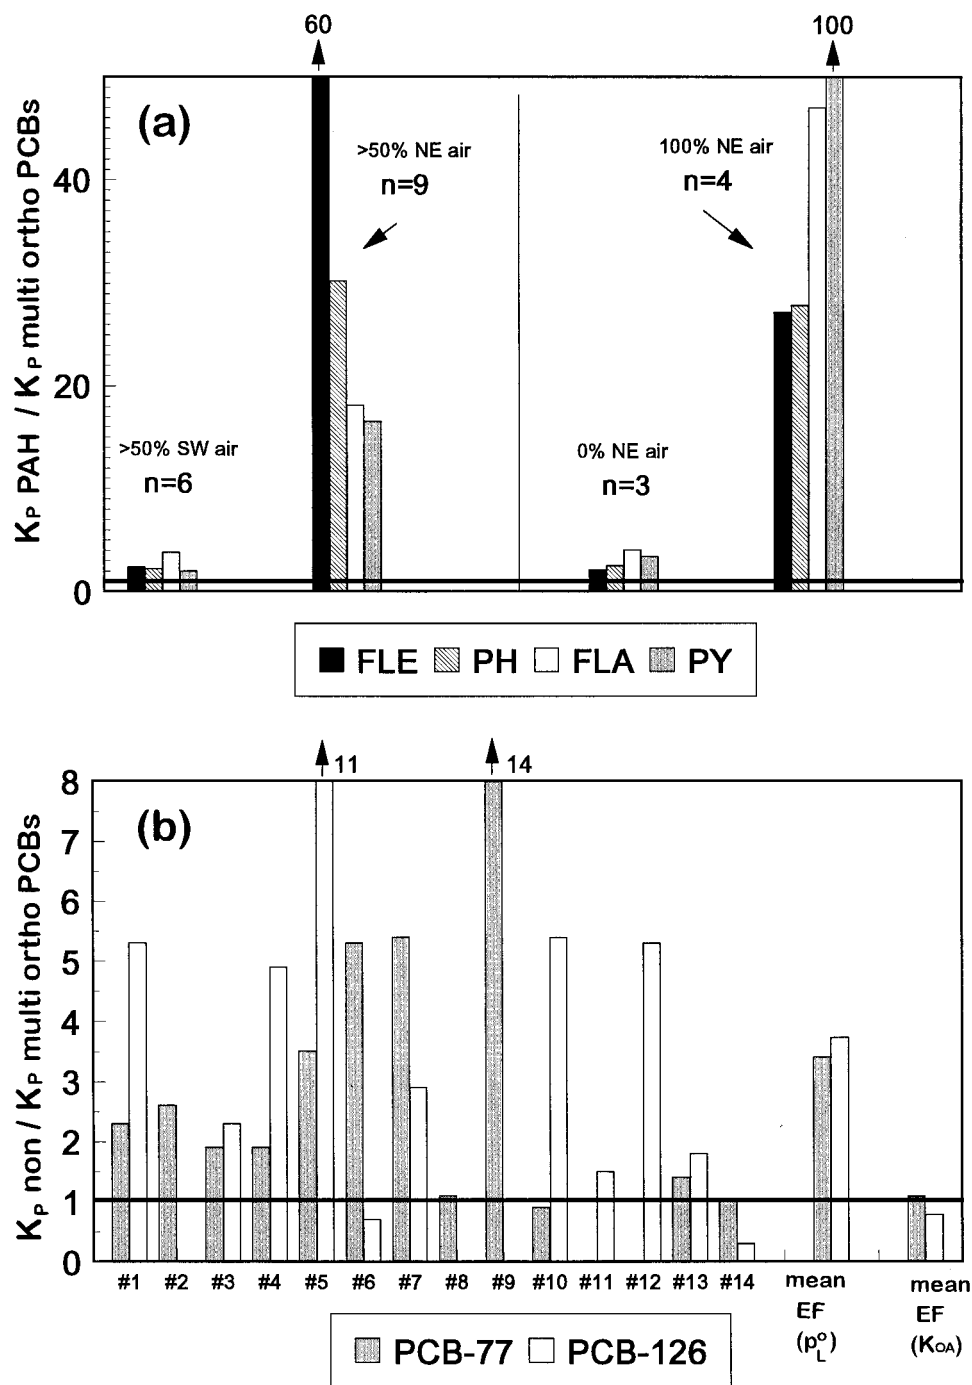 60
100
(a)
>50% NE air
n=9
100% NE air
n=4
40
20
0
>50% SW air
n=6
0% NE air
n=3
KP PAH / KP multi ortho PCBs
FLE PH FLA PY
11
14
(b)
8
7
6
5
4
3
2
1
0
KP non / KP multi ortho PCBs
#1 #2 #3 #4 #5 #6 #7 #8 #9 #10 #11 #12 #13 #14
mean
EF
(p°L)
mean
EF
(KOA)
PCB-77 PCB-126